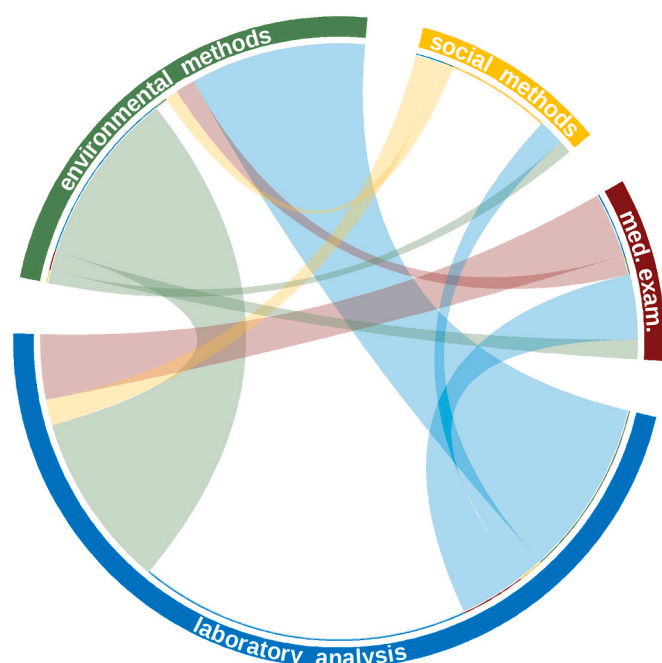 environmental methods
social methods
med. exam.
laboratory analysis